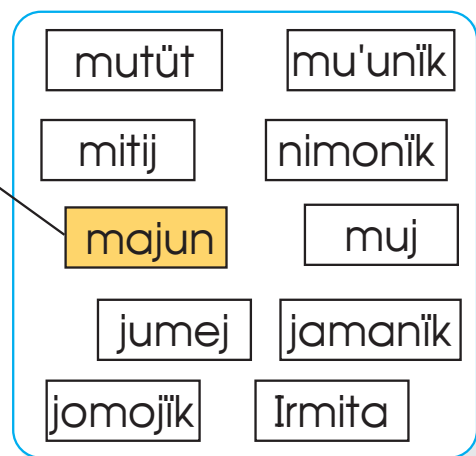 mutüt mu'unïk
mitij nimonïk
majun muj
jumej jamanïk
jomojïk Irmita